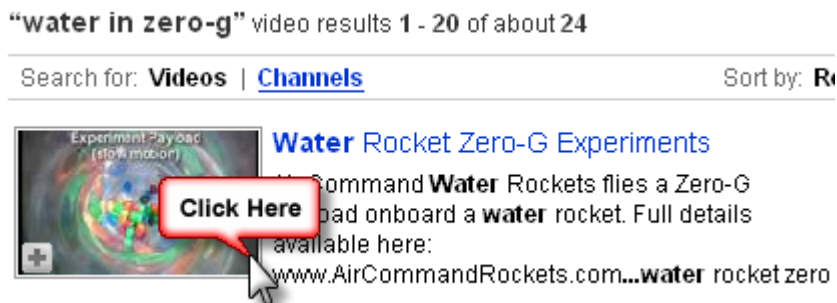 “water in zero-g” video results 1 - 20 of about 24
Search for: Videos | Channels
Sort by:
Experiment Payload
(slow motion)
Water Rocket Zero-G Experiments
Command Water Rockets flies a Zero-G
onboard a water rocket. Full details
available here:
www.AirCommandRockets.com...water rocket zero
Click Here